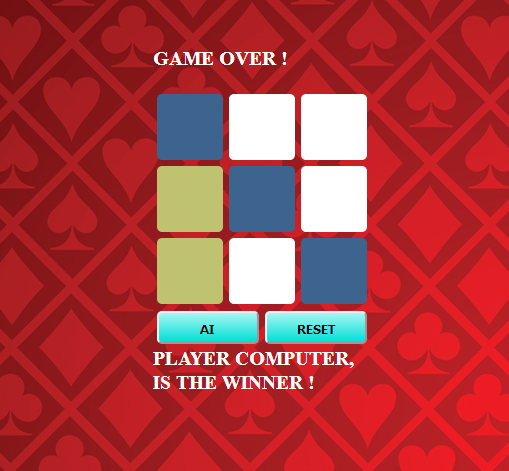 GAME OVER !
AI
RESET
PLAYER COMPUTER,
IS THE WINNER !